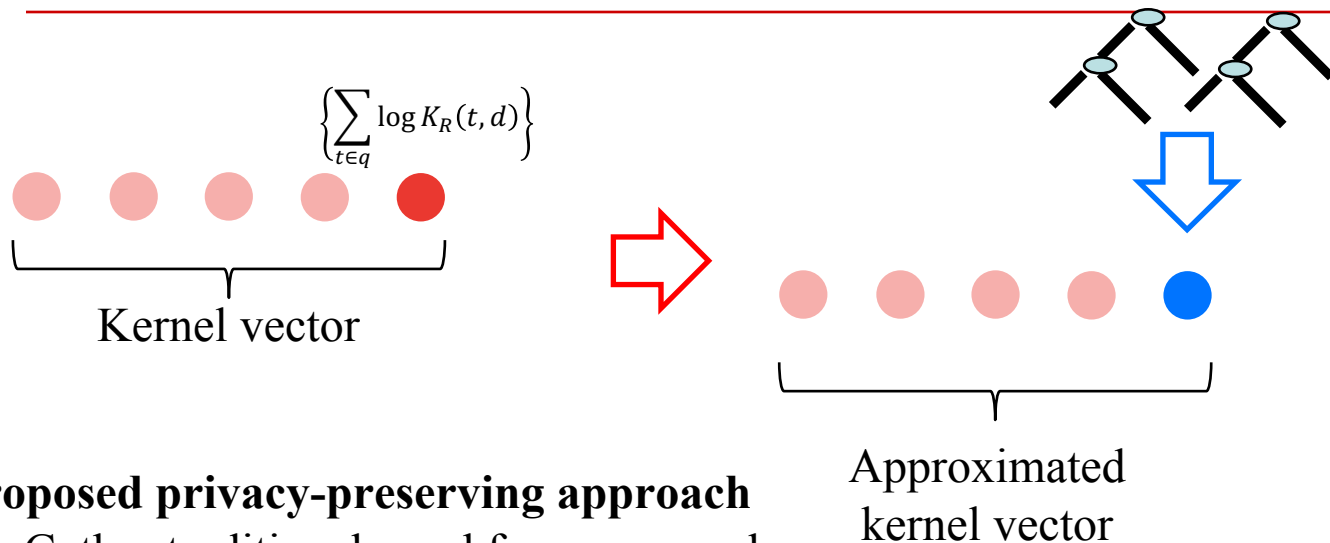 {∑_{t∈q} log K_R(t, d)}
Kernel vector
Approximated
kernel vector
roposed privacy-preserving approach